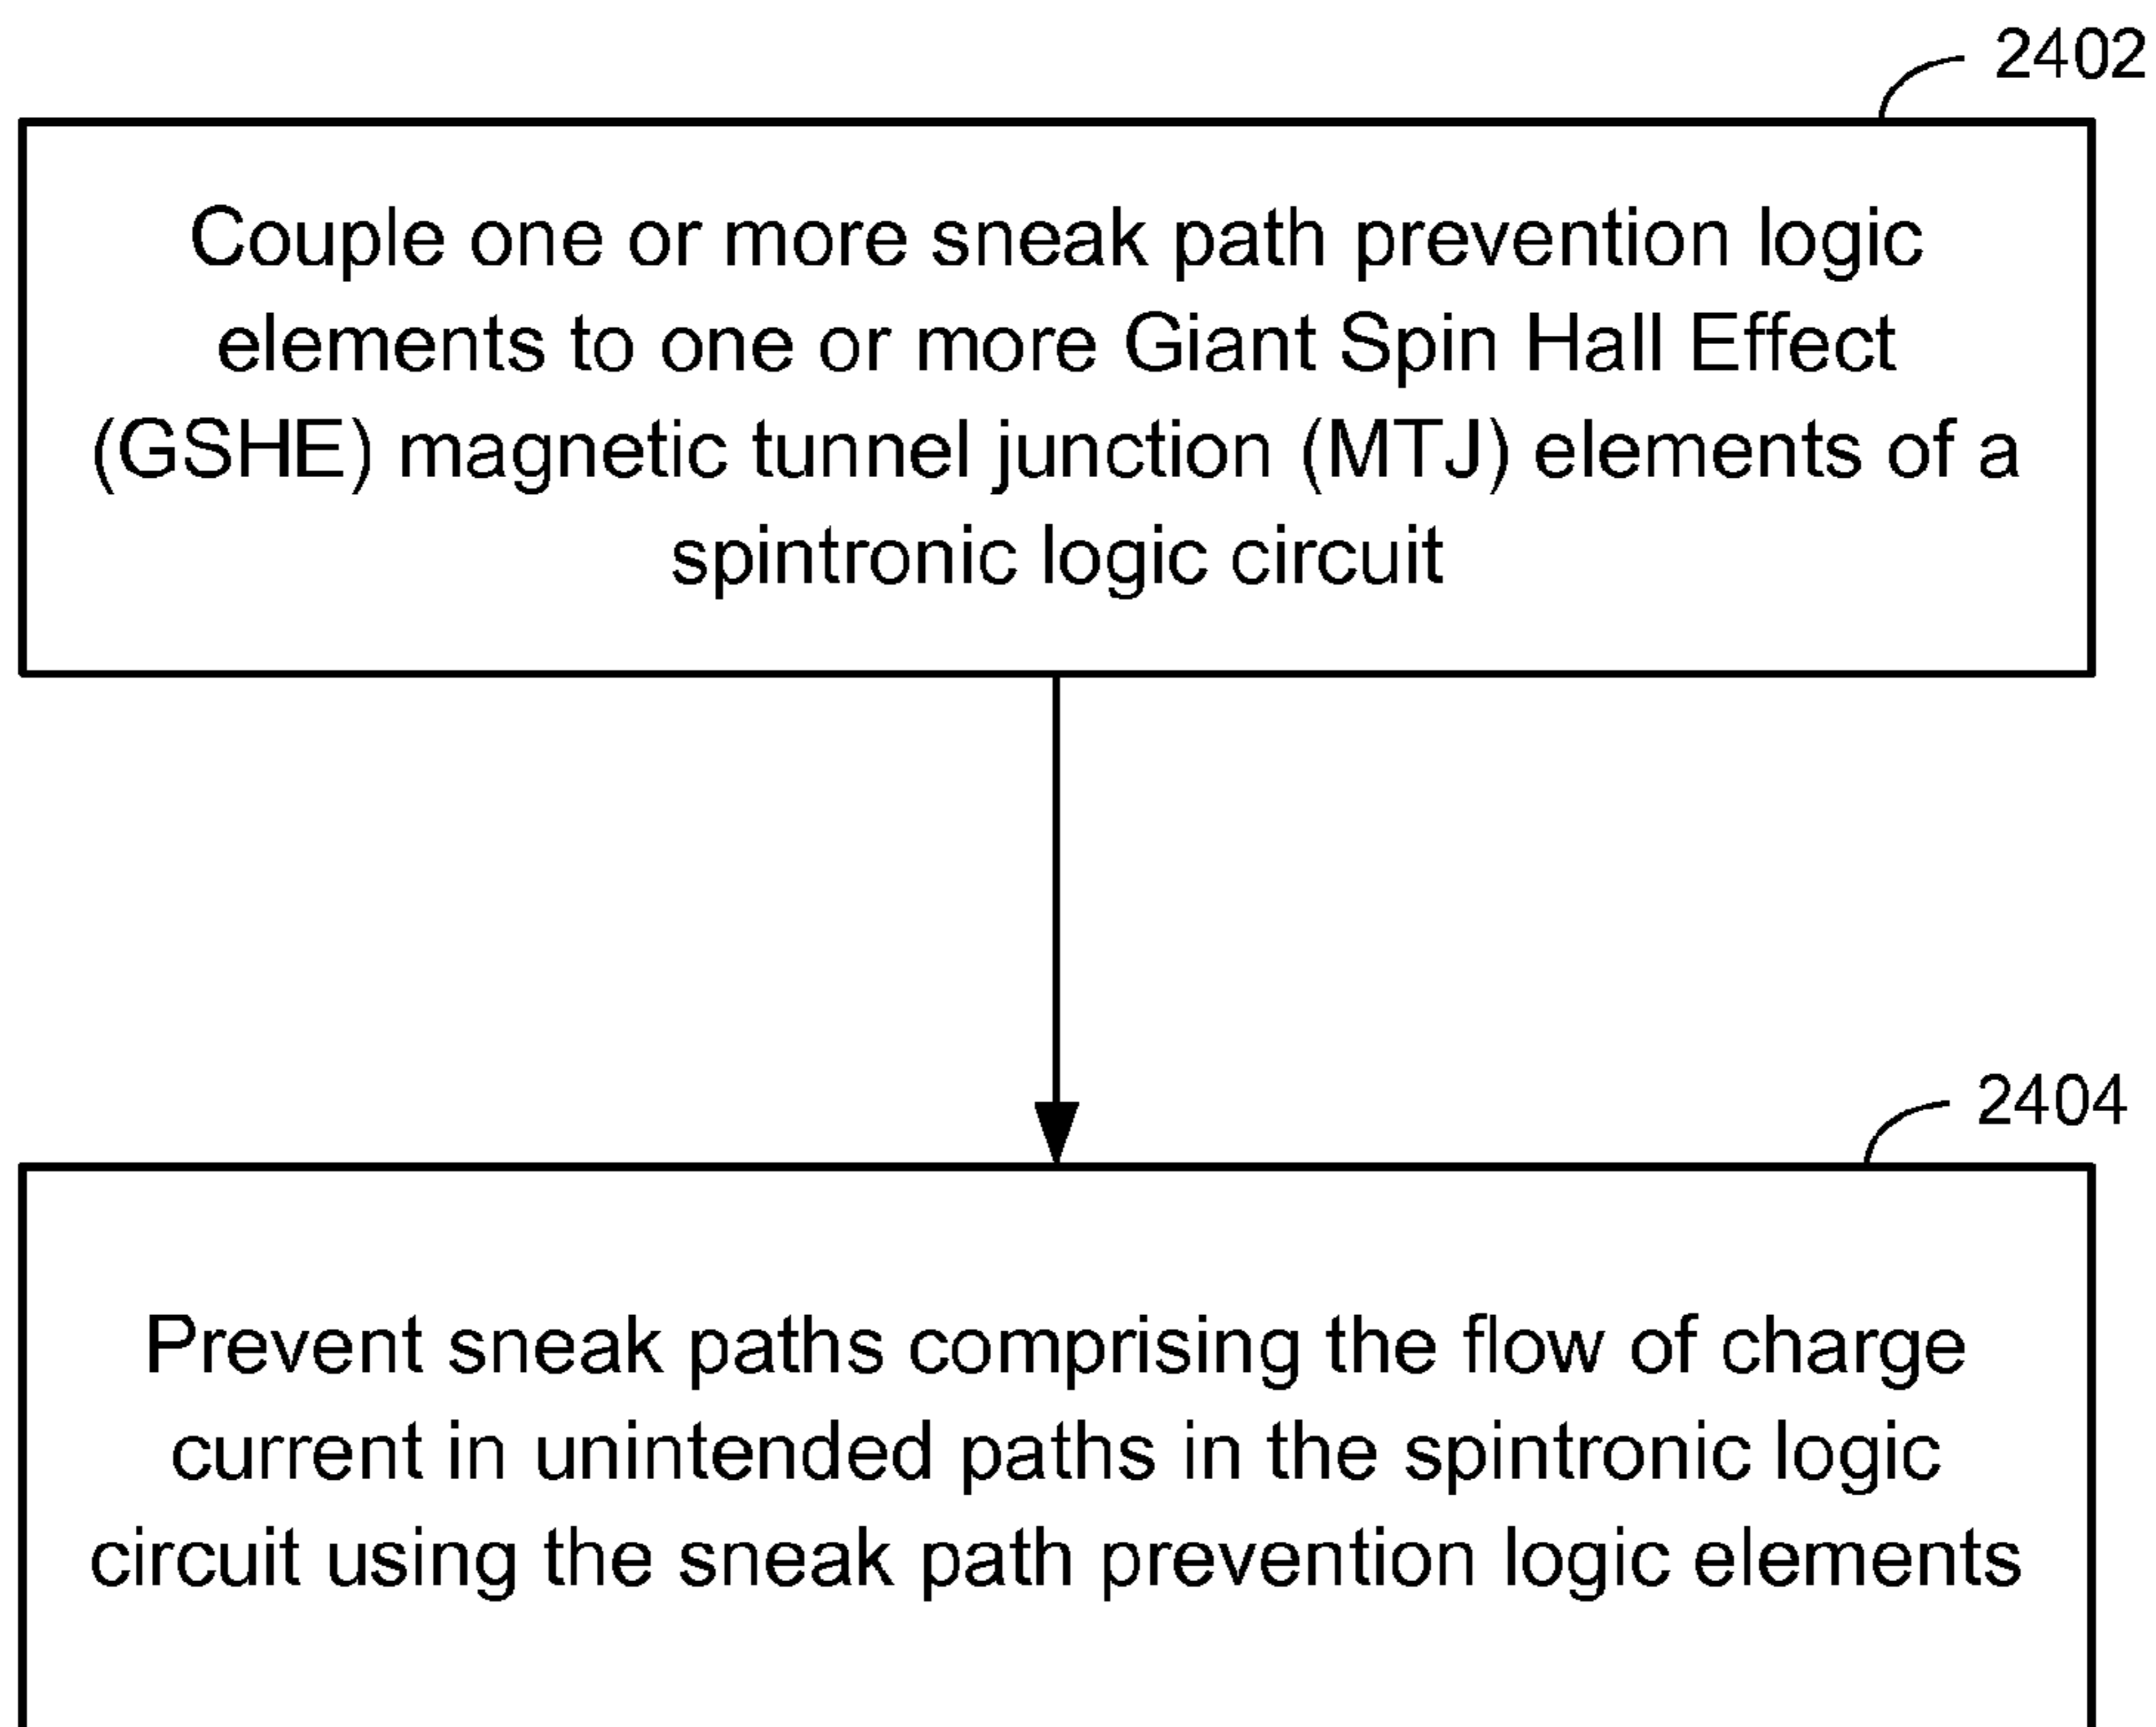 2402
Couple one or more sneak path prevention logic
elements to one or more Giant Spin Hall Effect
(GSHE) magnetic tunnel junction (MTJ) elements of a
spintronic logic circuit
2404
Prevent sneak paths comprising the flow of charge
current in unintended paths in the spintronic logic
circuit using the sneak path prevention logic elements